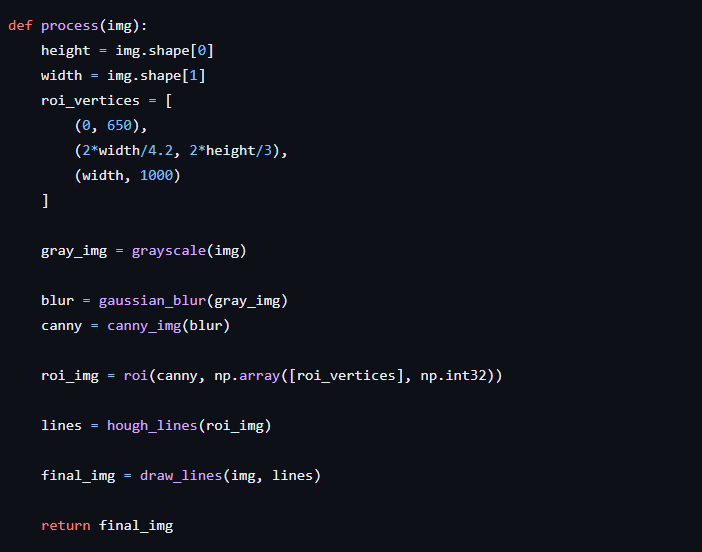 def process(img):
    height = img.shape[0]
    width = img.shape[1]
    roi_vertices = [
        (0, 650),
        (2*width/4.2, 2*height/3),
        (width, 1000)
    ]

    gray_img = grayscale(img)

    blur = gaussian_blur(gray_img)
    canny = canny_img(blur)

    roi_img = roi(canny, np.array([roi_vertices], np.int32))

    lines = hough_lines(roi_img)

    final_img = draw_lines(img, lines)

    return final_img